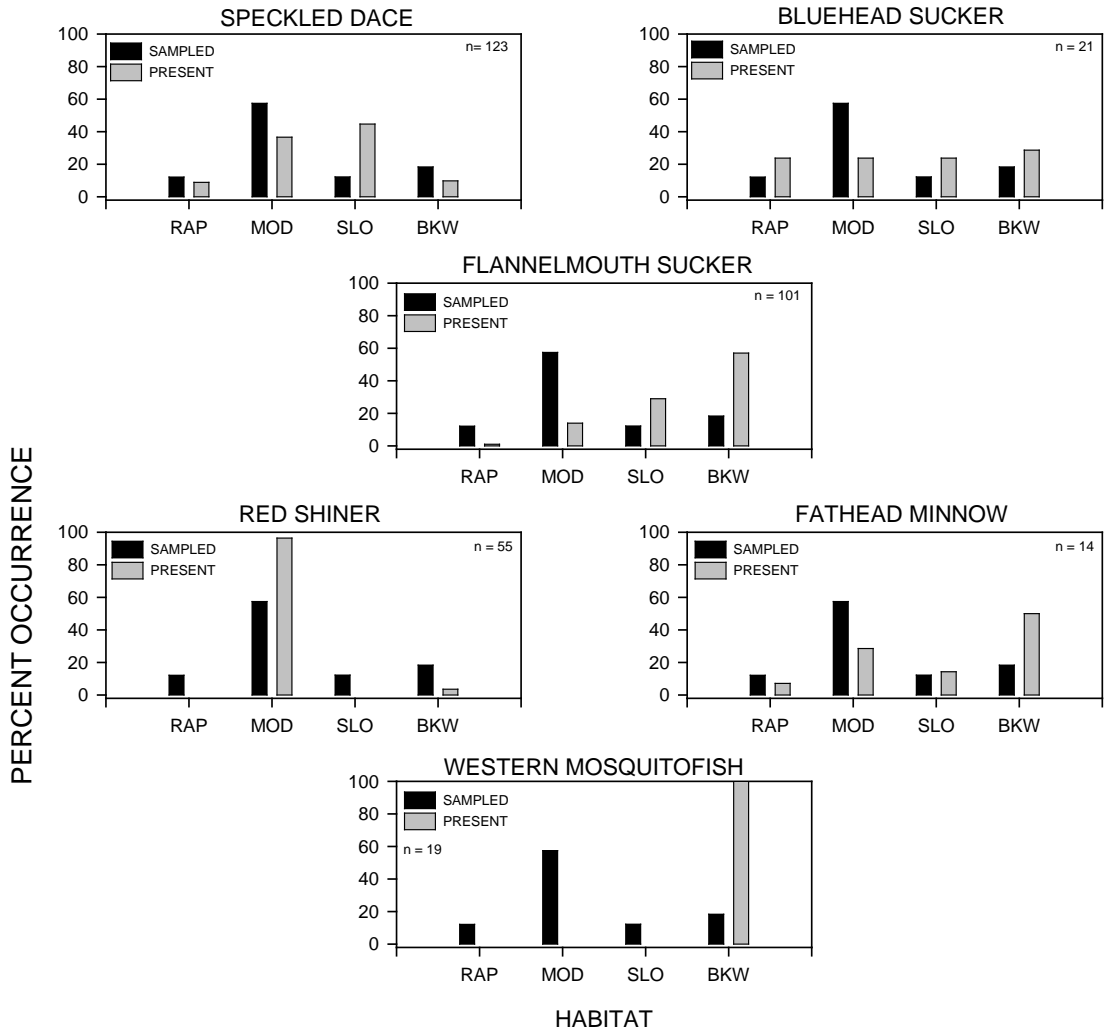 SPECKLED DACE
100
80
60
40
20
0
SAMPLED
PRESENT
n= 123
RAP MOD SLO BKW
BLUEHEAD SUCKER
100
80
60
40
20
0
SAMPLED
PRESENT
n = 21
RAP MOD SLO BKW
FLANNELMOUTH SUCKER
100
80
60
40
20
0
SAMPLED
PRESENT
n = 101
RAP MOD SLO BKW
PERCENT OCCURRENCE
RED SHINER
100
80
60
40
20
0
SAMPLED
PRESENT
n = 55
RAP MOD SLO BKW
FATHEAD MINNOW
100
80
60
40
20
0
SAMPLED
PRESENT
n = 14
RAP MOD SLO BKW
WESTERN MOSQUITOFISH
100
80
60
40
20
0
SAMPLED
PRESENT
n = 19
RAP MOD SLO BKW
HABITAT